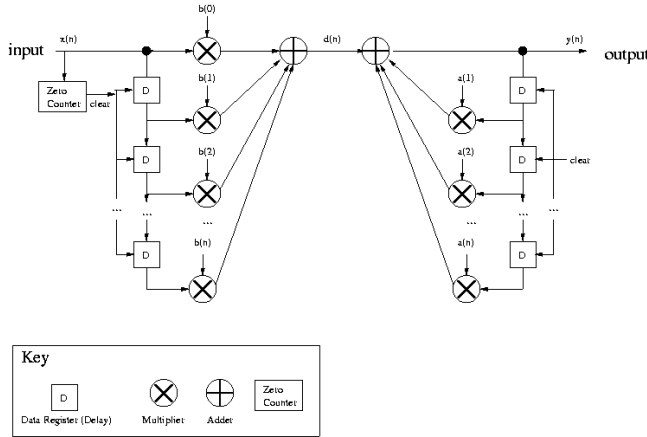 b(0)
input
x(n)
d(n)
y(n)
output
Zero
Counter
clear
D
b(1)
a(1)
D
D
b(2)
a(2)
D
clear
...
...
...
...
...
...
b(n)
a(n)
D
D
Key
D
Zero
Counter
Data Register (Delay)
Multiplier
Adder